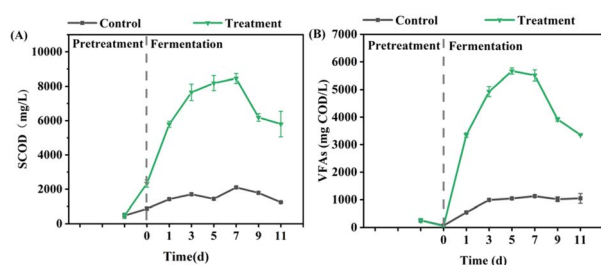 Control Treatment
(A)
Pretreatment Fermentation
10000
8000
6000
4000
2000
0
SCOD (mg/L)
0 1 3 5 7 9 11
Time(d)
Control Treatment
(B)
Pretreatment Fermentation
7000
6000
5000
4000
3000
2000
1000
0
VFAs (mg COD/L)
0 1 3 5 7 9 11
Time (d)